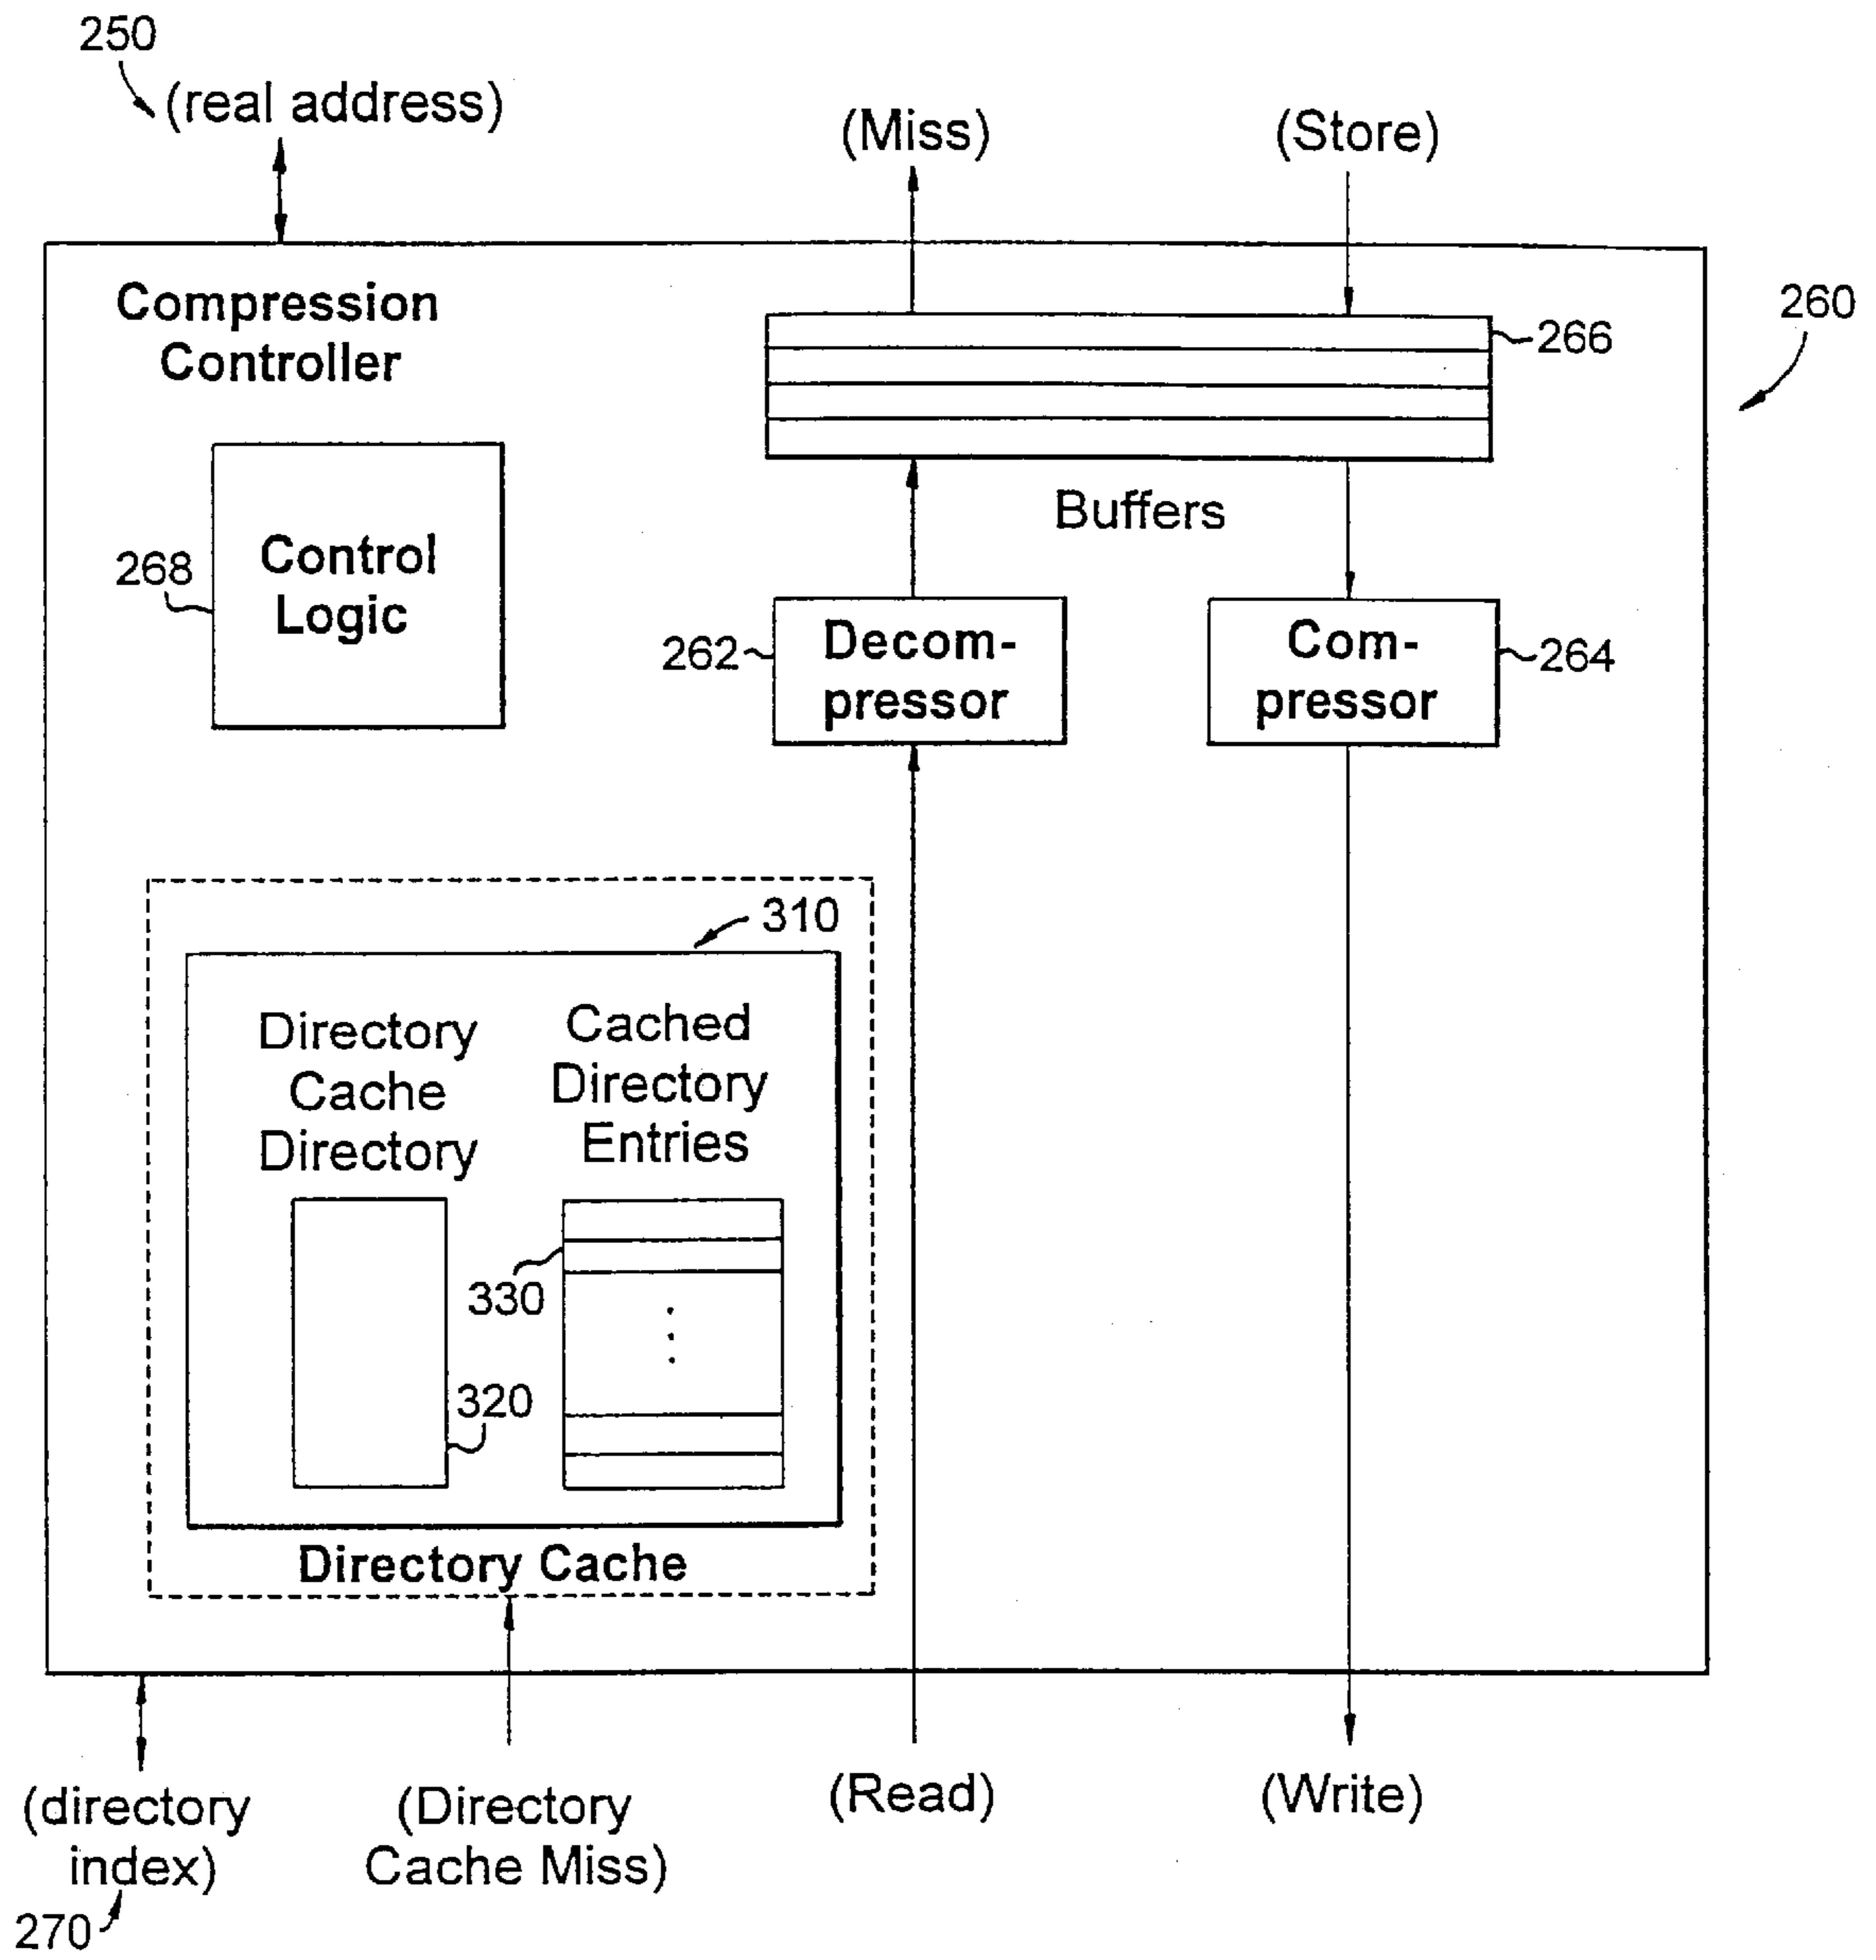 250
(real address)
(Miss)
(Store)
Compression
Controller
260
266
Buffers
Control
Logic
268
262
Decom-
pressor
Com-
pressor
264
310
Directory
Cache
Directory
Cached
Directory
Entries
330
320
Directory Cache
(directory
index)
270
(Directory
Cache Miss)
(Read)
(Write)